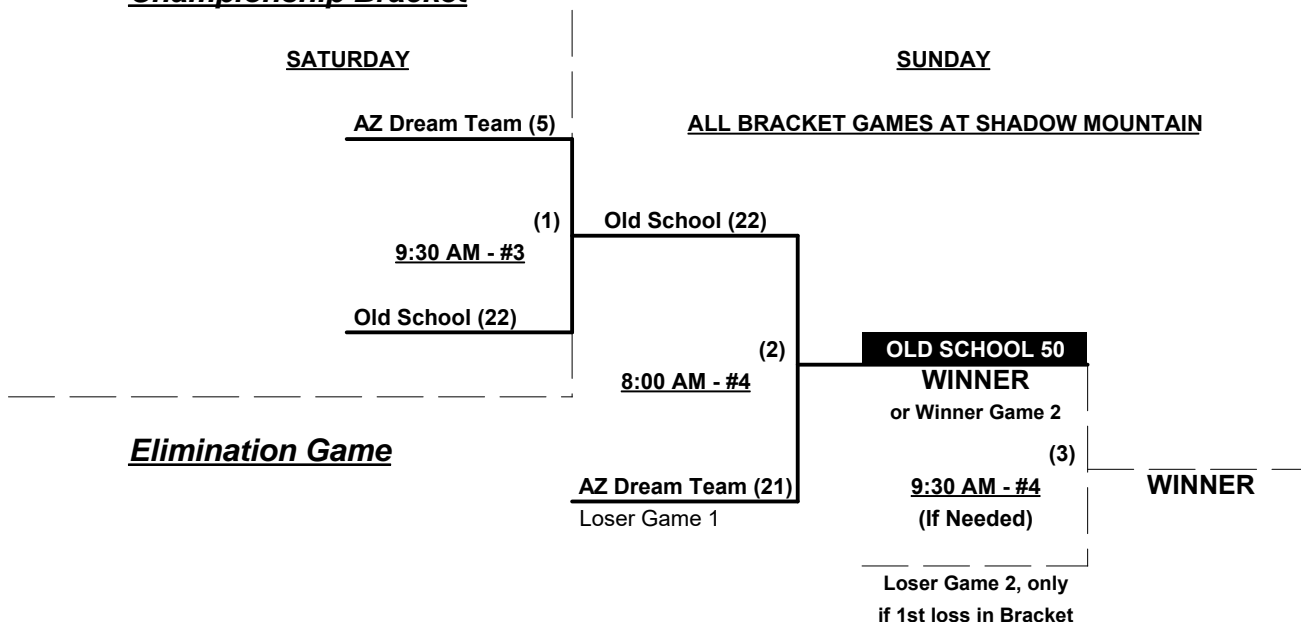 Championship Bracket
SATURDAY
SUNDAY
AZ Dream Team (5)
ALL BRACKET GAMES AT SHADOW MOUNTAIN
(1)
Old School (22)
9:30 AM - #3
Old School (22)
(2)
OLD SCHOOL 50
8:00 AM - #4
WINNER
or Winner Game 2
Elimination Game
(3)
AZ Dream Team (21)
9:30 AM - #4
WINNER
Loser Game 1
(If Needed)
Loser Game 2, only
if 1st loss in Bracket